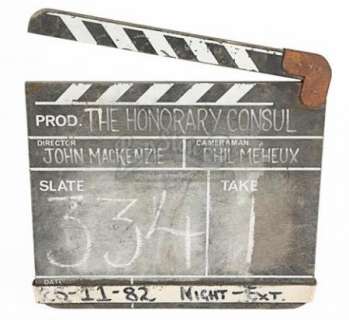 PROD. THE HONORARY CONSUL
DIRECTOR CAMERAMAN
JOHN MACKENZIE PHIL MEHEUX
SLATE TAKE
334 1
DATE
-11-82 NIGHT-EXT.